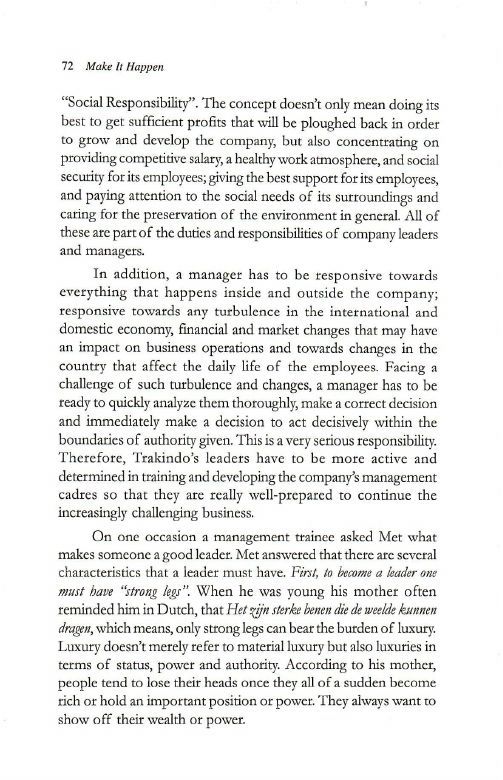 72 Make It Happen
“Social Responsibility”. The concept doesn’t only mean doing its
best to get sufficient profits that will be ploughed back in order
to grow and develop the company, but also concentrating on
providing competitive salary, a healthy work atmosphere, and social
security for its employees; giving the best support for its employees,
and paying attention to the social needs of its surroundings and
caring for the preservation of the environment in general. All of
these are part of the duties and responsibilities of company leaders
and managers.
In addition, a manager has to be responsive towards
everything that happens inside and outside the company;
responsive towards any turbulence in the international and
domestic economy, financial and market changes that may have
an impact on business operations and towards changes in the
country that affect the daily life of the employees. Facing a
challenge of such turbulence and changes, a manager has to be
ready to quickly analyze them thoroughly, make a correct decision
and immediately make a decision to act decisively within the
boundaries of authority given. This is a very serious responsibility.
Therefore, Trakindo’s leaders have to be more active and
determined in training and developing the company’s management
cadres so that they are really well-prepared to continue the
increasingly challenging business.
On one occasion a management trainee asked Met what
makes someone a good leader. Met answered that there are several
characteristics that a leader must have. First, to become a leader one
must have “strong legs”. When he was young his mother often
reminded him in Dutch, that Het zijn sterke benen die de weelde kunnen
dragen, which means, only strong legs can bear the burden of luxury.
Luxury doesn’t merely refer to material luxury but also luxuries in
terms of status, power and authority. According to his mother,
people tend to lose their heads once they all of a sudden become
rich or hold an important position or power. They always want to
show off their wealth or power.